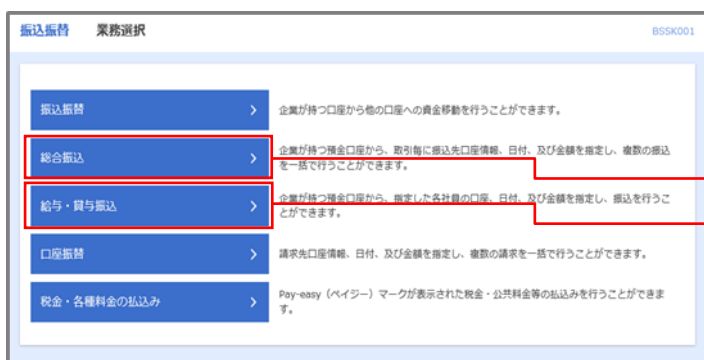 振込振替 業務選択 BSSK001
振込振替
企業が持つ口座から他の口座への資金移動を行うことができます。
総合振込
企業が持つ預金口座から、取引毎に振込先口座情報、日付、及び金額を指定し、複数の振込
を一括で行うことができます。
給与・賞与振込
企業が持つ預金口座から、指定した各社員の口座、日付、及び金額を指定し、振込を行うこ
とができます。
口座振替
請求先口座情報、日付、及び金額を指定し、複数の請求を一括で行うことができます。
税金・各種料金の払込み
Pay-easy（ペイジー）マークが表示された税金・公共料金等の払込みを行うことができま
す。